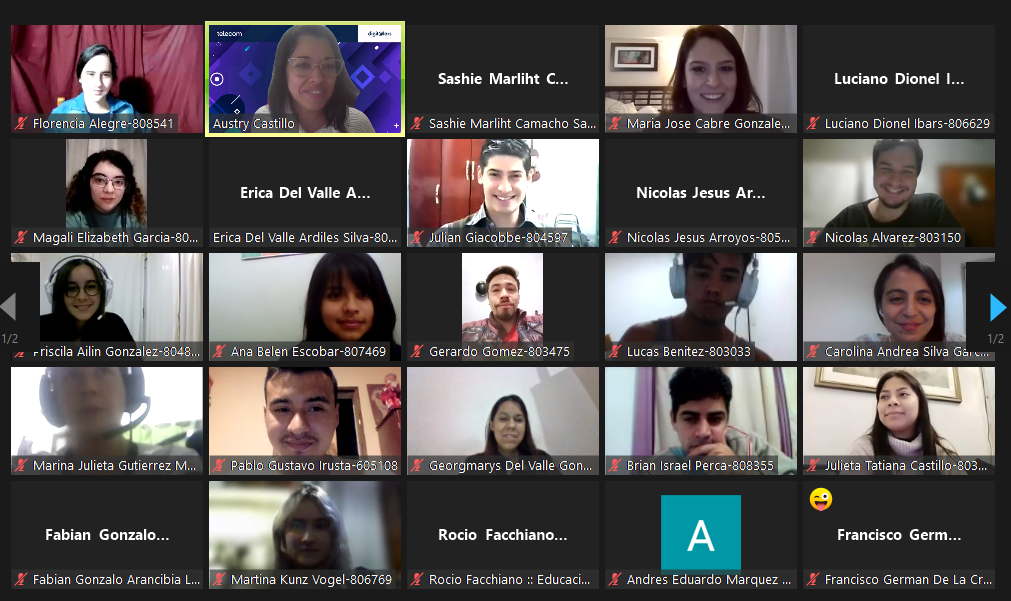 telecom
digit@lers
Florencia Alegre-808541
Austry Castillo
Sashie Marliht C...
Sashie Marliht Camacho Sa...
Maria Jose Cabre Gonzale...
Luciano Dionel I...
Luciano Dionel Ibars-806629
Magali Elizabeth Garcia-80...
Erica Del Valle A...
Erica Del Valle Ardiles Silva-80...
Julian Giacobbe-804597
Nicolas Jesus Ar...
Nicolas Jesus Arroyos-805...
Nicolas Alvarez-803150
1/2
Priscila Ailin Gonzalez-8048...
Ana Belen Escobar-807469
Gerardo Gomez-803475
Lucas Benitez-803033
Carolina Andrea Silva Garc...
1/2
Marina Julieta Gutierrez M...
Pablo Gustavo Irusta-605108
Georgmarys Del Valle Gon...
Brian Israel Perca-808355
Julieta Tatiana Castillo-803...
Fabian Gonzalo...
Fabian Gonzalo Arancibia L...
Martina Kunz Vogel-806769
Rocio Facchiano...
Rocio Facchiano :: Educaci...
A
Andres Eduardo Marquez ...
Francisco Germ...
Francisco German De La Cr...